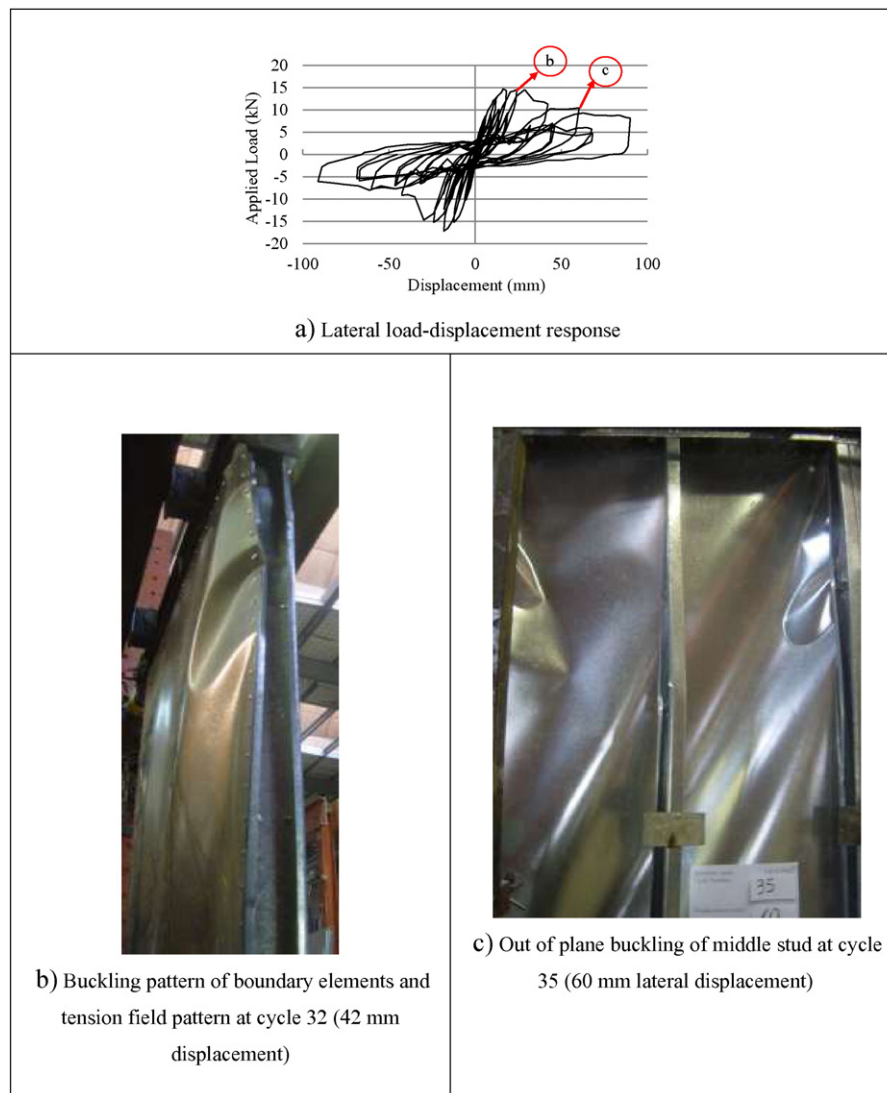 b
c
20
15
10
5
0
-5
-10
-15
-20
Applied Load (kN)
-100 -50 0 50 100
Displacement (mm)
a) Lateral load-displacement response
35
b) Buckling pattern of boundary elements and
tension field pattern at cycle 32 (42 mm
displacement)
c) Out of plane buckling of middle stud at cycle
35 (60 mm lateral displacement)